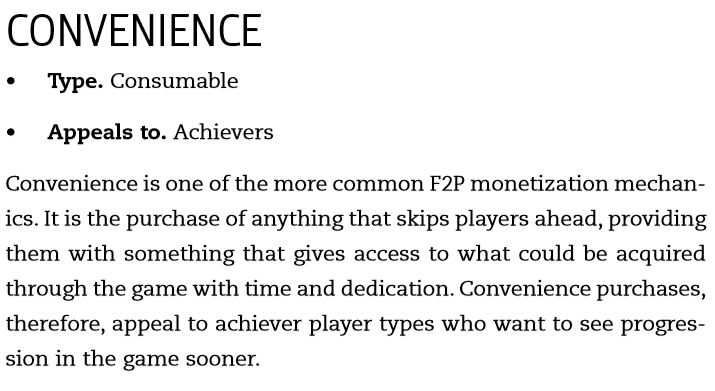 CONVENIENCE
• Type. Consumable
• Appeals to. Achievers
Convenience is one of the more common F2P monetization mechan-
ics. It is the purchase of anything that skips players ahead, providing
them with something that gives access to what could be acquired
through the game with time and dedication. Convenience purchases,
therefore, appeal to achiever player types who want to see progres-
sion in the game sooner.